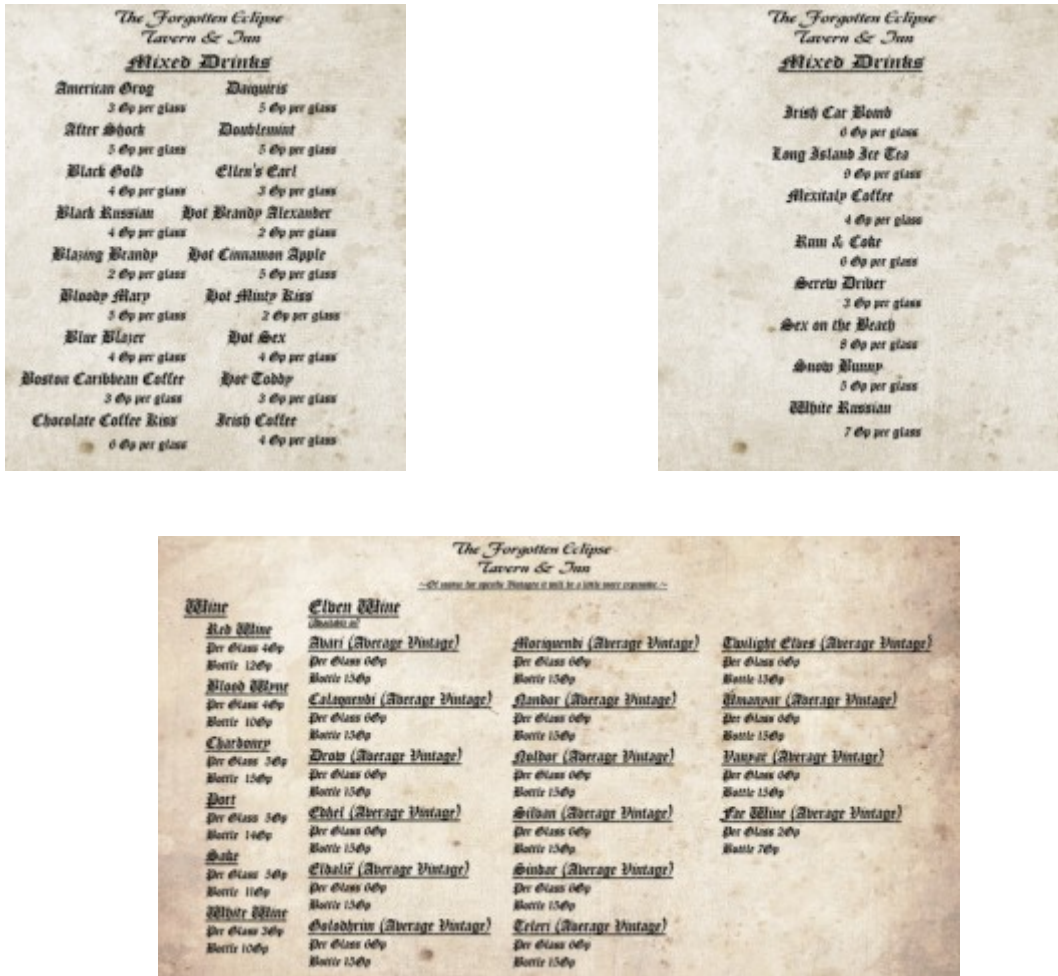 The Forgotten Eclipse
Tavern & Inn
Mixed Drinks
American Grog
3 Gp per glass
After Shock
5 Gp per glass
Black Gold
4 Gp per glass
Black Russian
4 Gp per glass
Blazing Brandy
2 Gp per glass
Bloody Mary
5 Gp per glass
Blue Blazer
4 Gp per glass
Boston Caribbean Coffee
3 Gp per glass
Chocolate Coffee Kiss
6 Gp per glass
Daiquiris
5 Gp per glass
Doublemint
5 Gp per glass
Ellen's Earl
3 Gp per glass
Hot Brandy Alexander
2 Gp per glass
Hot Cinnamon Apple
5 Gp per glass
Hot Minty Kiss
2 Gp per glass
Hot Sex
4 Gp per glass
Hot Toddy
3 Gp per glass
Irish Coffee
4 Gp per glass
The Forgotten Eclipse
Tavern & Inn
Mixed Drinks
Irish Car Bomb
6 Gp per glass
Long Island Ice Tea
9 Gp per glass
Mexitaly Coffee
4 Gp per glass
Rum & Coke
6 Gp per glass
Screw Driver
3 Gp per glass
Sex on the Beach
8 Gp per glass
Snow Bunny
5 Gp per glass
White Russian
7 Gp per glass
The Forgotten Eclipse
Tavern & Inn
~Of course for specific Vintages it will be a little more expensive ~
Wine
Red Wine
Per Glass 4Gp
Bottle 12Gp
Blood Wyne
Per Glass 4Gp
Bottle 10Gp
Chardoney
Per Glass 5Gp
Bottle 15Gp
Port
Per Glass 5Gp
Bottle 14Gp
Sake
Per Glass 5Gp
Bottle 11Gp
White Wine
Per Glass 3Gp
Bottle 10Gp
Elven Wine
Avari (Average Vintage)
Per Glass 6Gp
Bottle 15Gp
Calaquendi (Average Vintage)
Per Glass 6Gp
Bottle 15Gp
Drow (Average Vintage)
Per Glass 6Gp
Bottle 15Gp
Edhel (Average Vintage)
Per Glass 6Gp
Bottle 15Gp
Eldalië (Average Vintage)
Per Glass 6Gp
Bottle 15Gp
Golodhrim (Average Vintage)
Per Glass 6Gp
Bottle 15Gp
Moriquendi (Average Vintage)
Per Glass 6Gp
Bottle 15Gp
Nandor (Average Vintage)
Per Glass 6Gp
Bottle 15Gp
Noldor (Average Vintage)
Per Glass 6Gp
Bottle 15Gp
Silvan (Average Vintage)
Per Glass 6Gp
Bottle 15Gp
Sindar (Average Vintage)
Per Glass 6Gp
Bottle 15Gp
Teleri (Average Vintage)
Per Glass 6Gp
Bottle 15Gp
Twilight Elves (Average Vintage)
Per Glass 6Gp
Bottle 15Gp
Umanyar (Average Vintage)
Per Glass 6Gp
Bottle 15Gp
Vanyar (Average Vintage)
Per Glass 6Gp
Bottle 15Gp
Fae Wine (Average Vintage)
Per Glass 2Gp
Bottle 7Gp